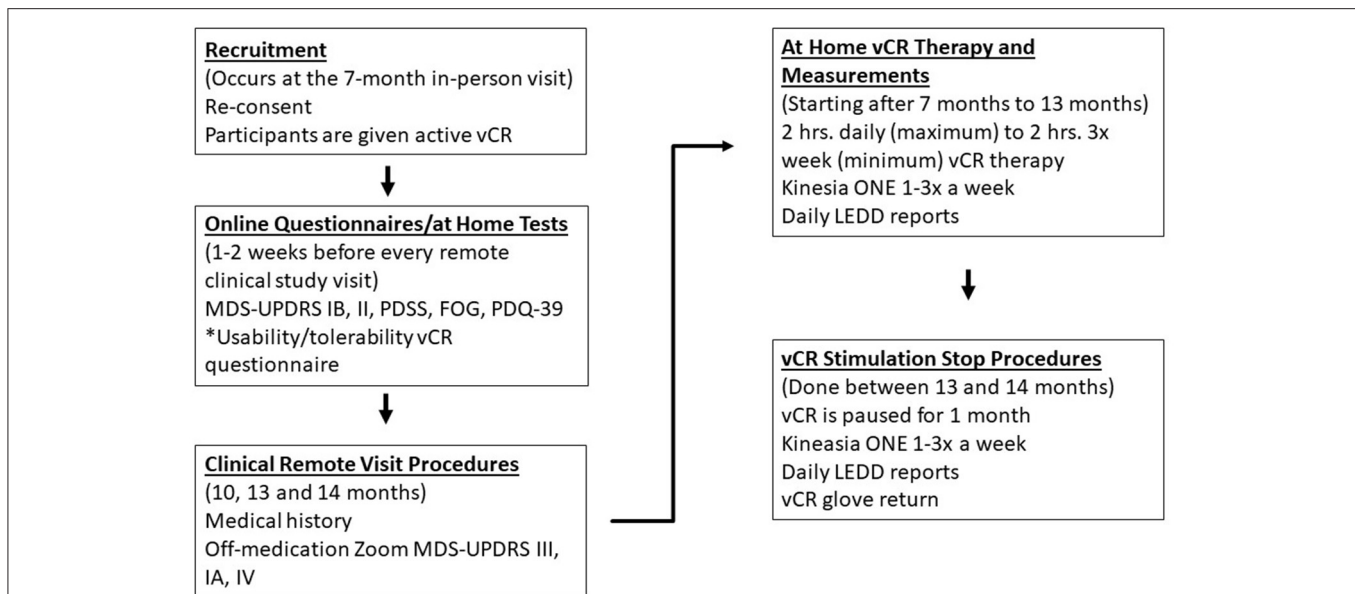 Recruitment
(Occurs at the 7-month in-person visit)
Re-consent
Participants are given active vCR
Online Questionnaires/at Home Tests
(1-2 weeks before every remote
clinical study visit)
MDS-UPDRS IB, II, PDSS, FOG, PDQ-39
*Usability/tolerability vCR
questionnaire
Clinical Remote Visit Procedures
(10, 13 and 14 months)
Medical history
Off-medication Zoom MDS-UPDRS III,
IA, IV
At Home vCR Therapy and
Measurements
(Starting after 7 months to 13 months)
2 hrs. daily (maximum) to 2 hrs. 3x
week (minimum) vCR therapy
Kinesia ONE 1-3x a week
Daily LEDD reports
vCR Stimulation Stop Procedures
(Done between 13 and 14 months)
vCR is paused for 1 month
Kineasia ONE 1-3x a week
Daily LEDD reports
vCR glove return